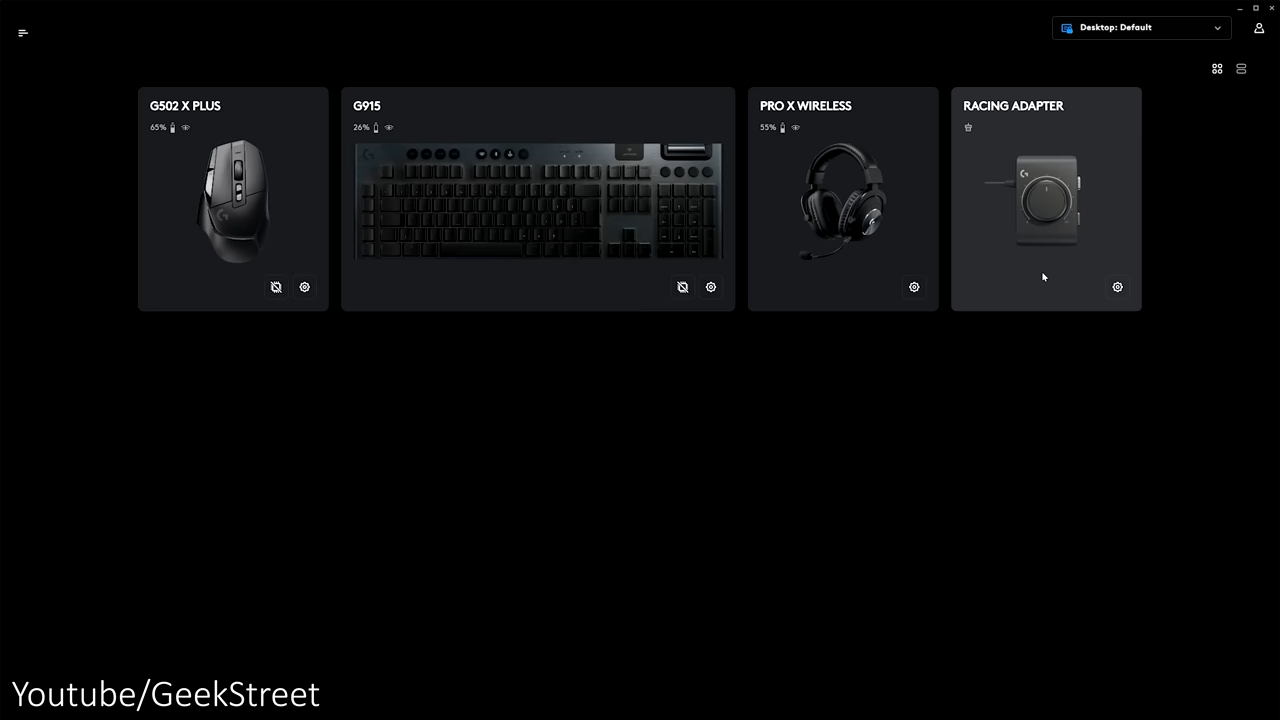 Desktop: Default
G502 X PLUS
65%
G915
26%
PRO X WIRELESS
55%
RACING ADAPTER
Youtube/GeekStreet